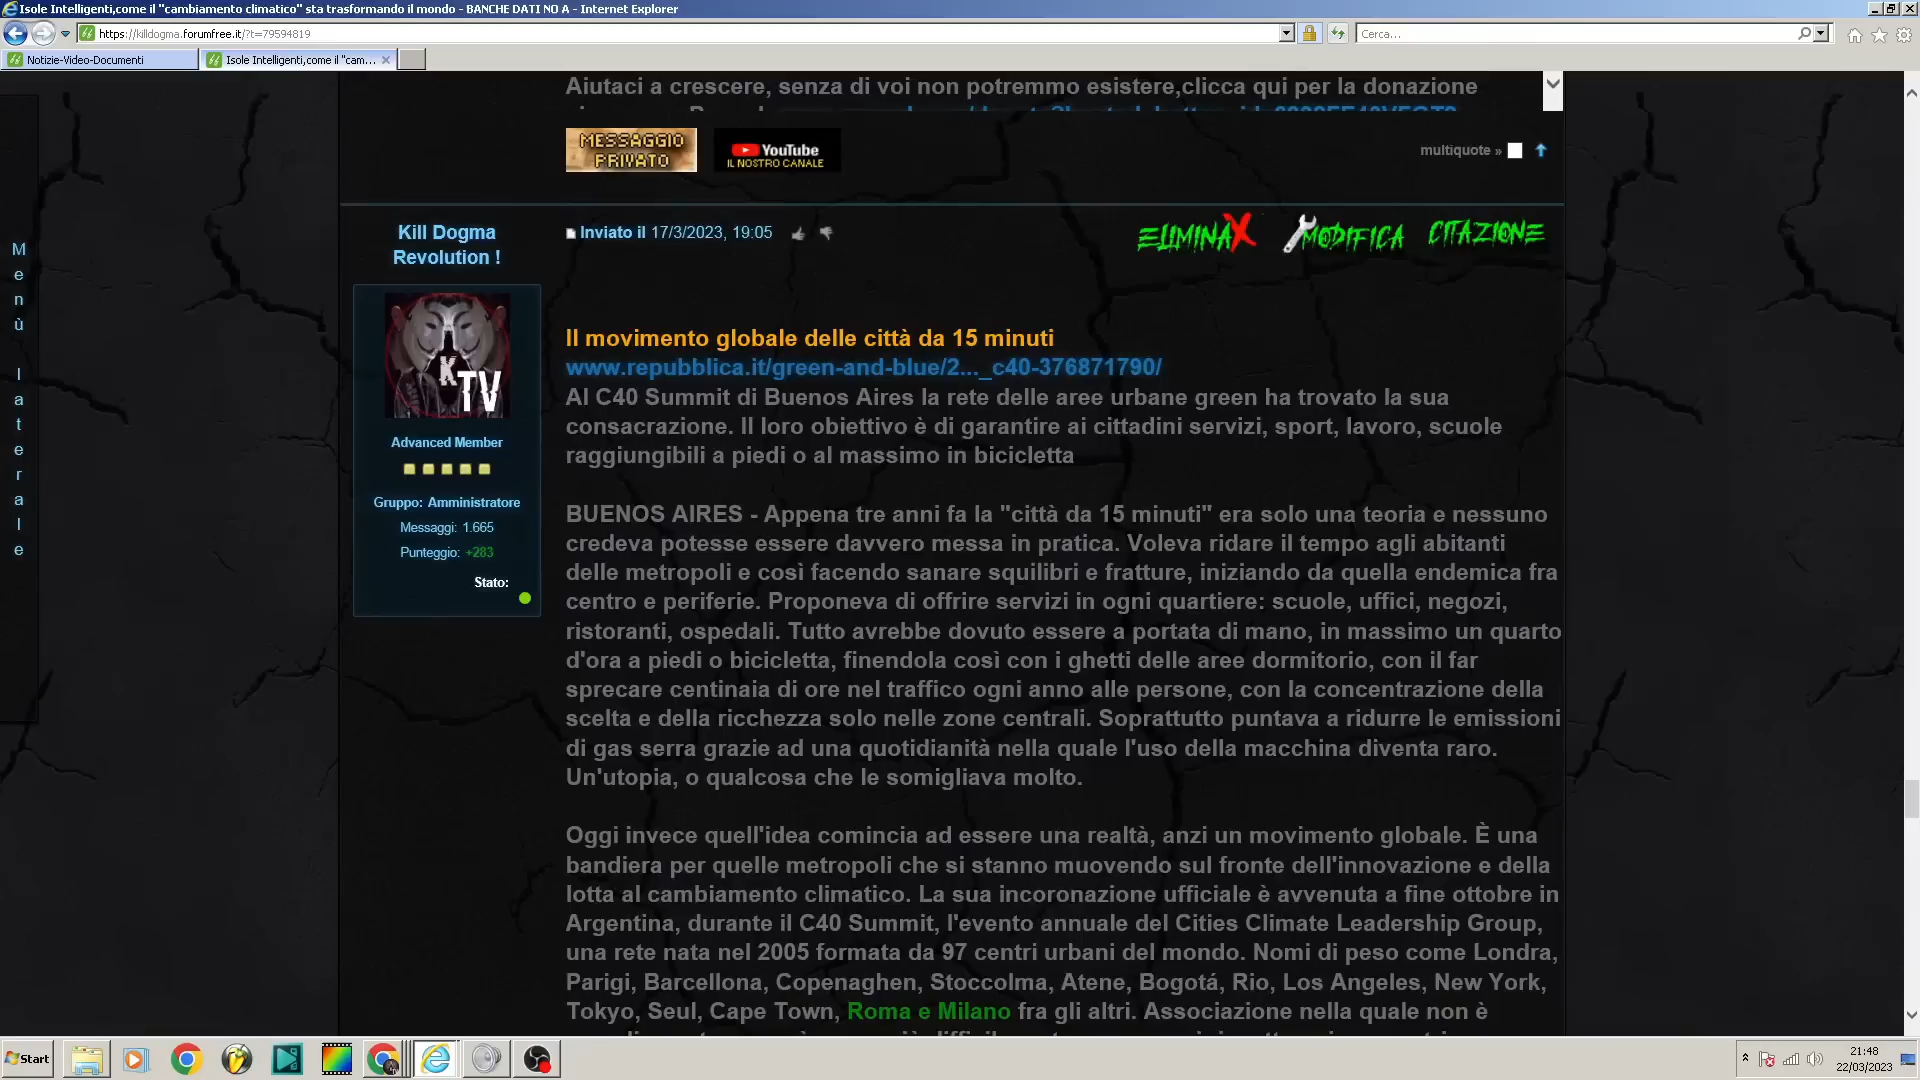 Isole Intelligenti,come il "cambiamento climatico" sta trasformando il mondo - BANCHE DATI NO A - Internet Explorer
https://killdogma.forumfree.it/?t=79594819
Cerca...
Notizie-Video-Documenti
Isole Intelligenti,come il "cam...
Aiutaci a crescere, senza di voi non potremmo esistere,clicca qui per la donazione
MESSAGGIO
PRIVATO
YouTube
IL NOSTRO CANALE
multiquote »
Menù laterale
Kill Dogma
Revolution !
Inviato il 17/3/2023, 19:05
ELIMINA X
MODIFICA
CITAZIONE
K TV
Advanced Member
Gruppo: Amministratore
Messaggi: 1.665
Punteggio: +283
Stato:
Il movimento globale delle città da 15 minuti
www.repubblica.it/green-and-blue/2..._c40-376871790/
Al C40 Summit di Buenos Aires la rete delle aree urbane green ha trovato la sua
consacrazione. Il loro obiettivo è di garantire ai cittadini servizi, sport, lavoro, scuole
raggiungibili a piedi o al massimo in bicicletta
BUENOS AIRES - Appena tre anni fa la "città da 15 minuti" era solo una teoria e nessuno
credeva potesse essere davvero messa in pratica. Voleva ridare il tempo agli abitanti
delle metropoli e così facendo sanare squilibri e fratture, iniziando da quella endemica fra
centro e periferie. Proponeva di offrire servizi in ogni quartiere: scuole, uffici, negozi,
ristoranti, ospedali. Tutto avrebbe dovuto essere a portata di mano, in massimo un quarto
d'ora a piedi o bicicletta, finendola così con i ghetti delle aree dormitorio, con il far
sprecare centinaia di ore nel traffico ogni anno alle persone, con la concentrazione della
scelta e della ricchezza solo nelle zone centrali. Soprattutto puntava a ridurre le emissioni
di gas serra grazie ad una quotidianità nella quale l'uso della macchina diventa raro.
Un'utopia, o qualcosa che le somigliava molto.
Oggi invece quell'idea comincia ad essere una realtà, anzi un movimento globale. È una
bandiera per quelle metropoli che si stanno muovendo sul fronte dell'innovazione e della
lotta al cambiamento climatico. La sua incoronazione ufficiale è avvenuta a fine ottobre in
Argentina, durante il C40 Summit, l'evento annuale del Cities Climate Leadership Group,
una rete nata nel 2005 formata da 97 centri urbani del mondo. Nomi di peso come Londra,
Parigi, Barcellona, Copenaghen, Stoccolma, Atene, Bogotá, Rio, Los Angeles, New York,
Tokyo, Seul, Cape Town, Roma e Milano fra gli altri. Associazione nella quale non è
Start
21:48
22/03/2023